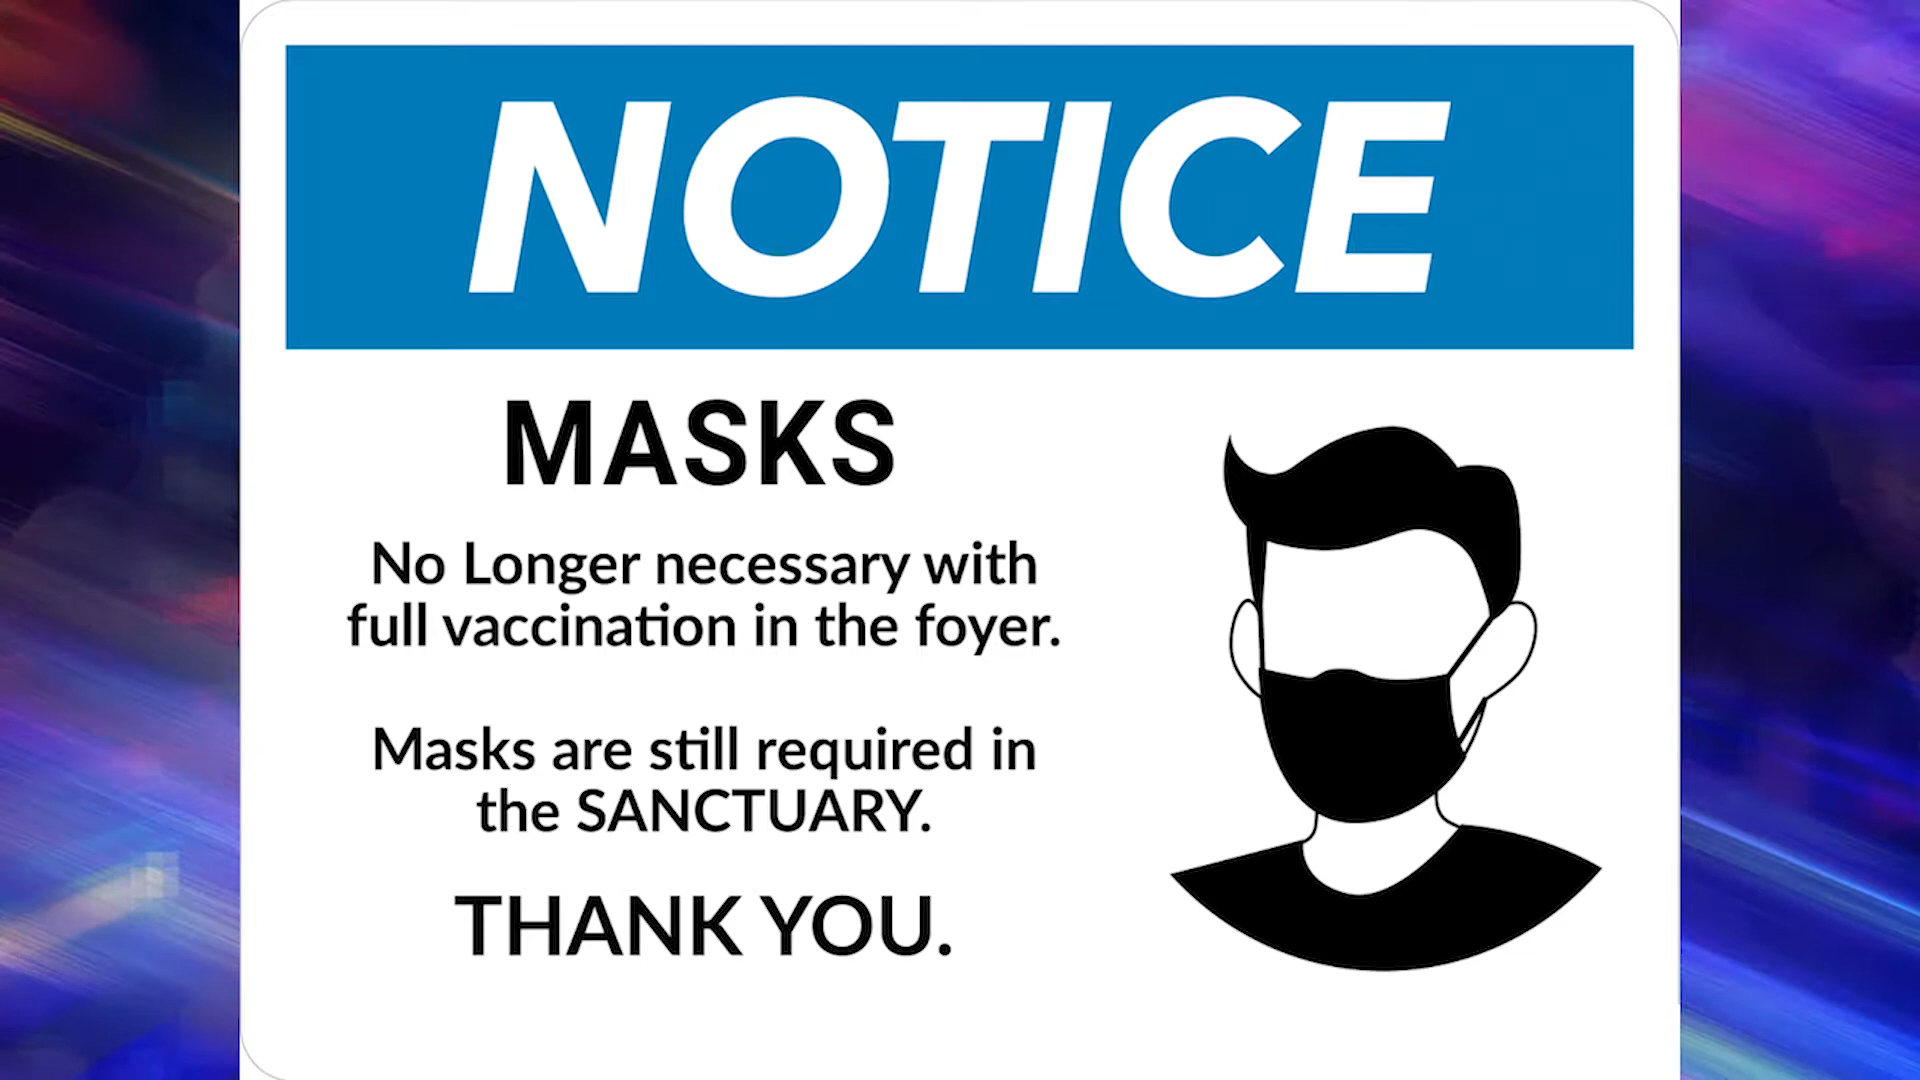 NOTICE
MASKS
No Longer necessary with
full vaccination in the foyer.
Masks are still required in
the SANCTUARY.
THANK YOU.